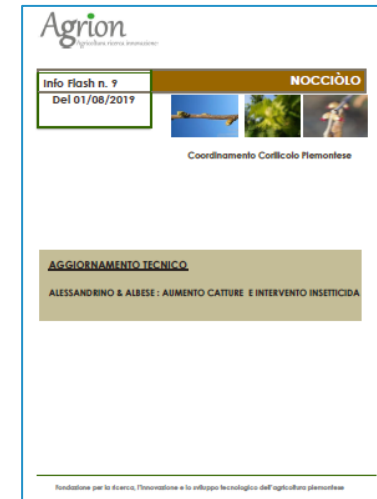 Agrion
Agricoltura ricerca innovazione
Info Flash n. 9
NOCCIÒLO
Del 01/08/2019
Coordinamento Corilicolo Piemontese
AGGIORNAMENTO TECNICO
ALESSANDRINO & ALBESE : AUMENTO CATTURE E INTERVENTO INSETTICIDA
Fondazione per la ricerca, l'innovazione e lo sviluppo tecnologico dell'agricoltura piemontese